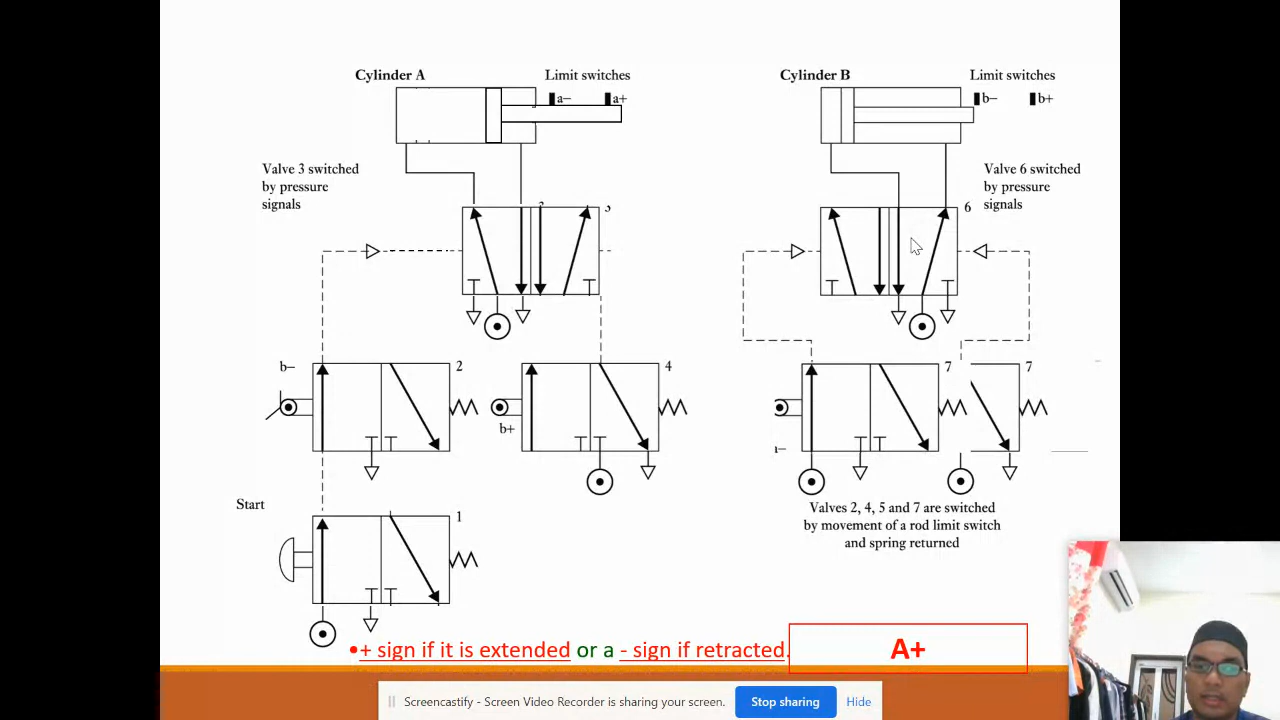 Cylinder A
Limit switches
a−
a+
Cylinder B
Limit switches
b−
b+
Valve 3 switched
by pressure
signals
Valve 6 switched
by pressure
signals
6
b−
2
b+
4
7
7
Start
1
Valves 2, 4, 5 and 7 are switched
by movement of a rod limit switch
and spring returned
•+ sign if it is extended or a - sign if retracted.
A+
Screencastify - Screen Video Recorder is sharing your screen.
Stop sharing
Hide